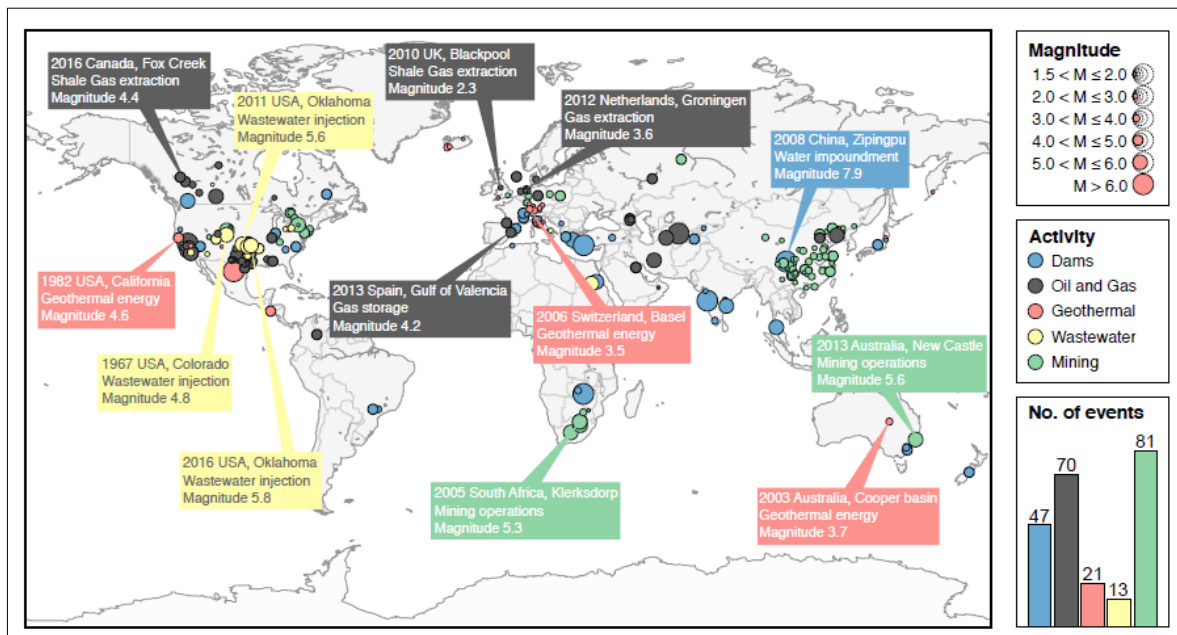 2016 Canada, Fox Creek
Shale Gas extraction
Magnitude 4.4
2011 USA, Oklahoma
Wastewater injection
Magnitude 5.6
2010 UK, Blackpool
Shale Gas extraction
Magnitude 2.3
2012 Netherlands, Groningen
Gas extraction
Magnitude 3.6
2008 China, Zipingpu
Water impoundment
Magnitude 7.9
1982 USA, California
Geothermal energy
Magnitude 4.6
2013 Spain, Gulf of Valencia
Gas storage
Magnitude 4.2
2006 Switzerland, Basel
Geothermal energy
Magnitude 3.5
1967 USA, Colorado
Wastewater injection
Magnitude 4.8
2013 Australia, New Castle
Mining operations
Magnitude 5.6
2016 USA, Oklahoma
Wastewater injection
Magnitude 5.8
2005 South Africa, Klerksdorp
Mining operations
Magnitude 5.3
2003 Australia, Cooper basin
Geothermal energy
Magnitude 3.7
Magnitude
1.5 < M ≤ 2.0
2.0 < M ≤ 3.0
3.0 < M ≤ 4.0
4.0 < M ≤ 5.0
5.0 < M ≤ 6.0
M > 6.0
Activity
Dams
Oil and Gas
Geothermal
Wastewater
Mining
No. of events
47
70
21
13
81